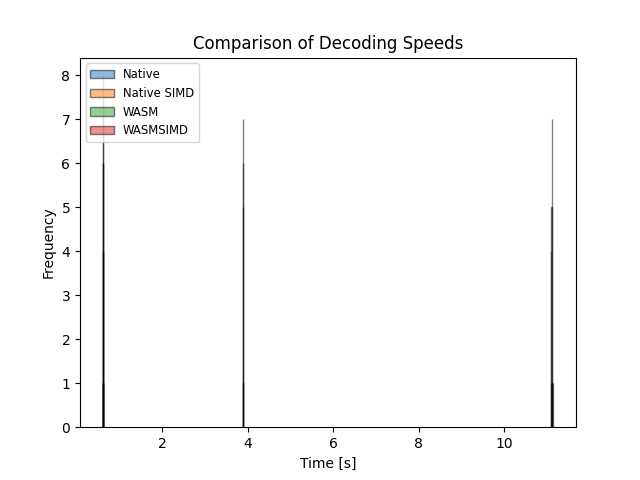 Comparison of Decoding Speeds
Native
Native SIMD
WASM
WASMSIMD
8
7
6
5
4
3
2
1
0
Frequency
2
4
6
8
10
Time [s]